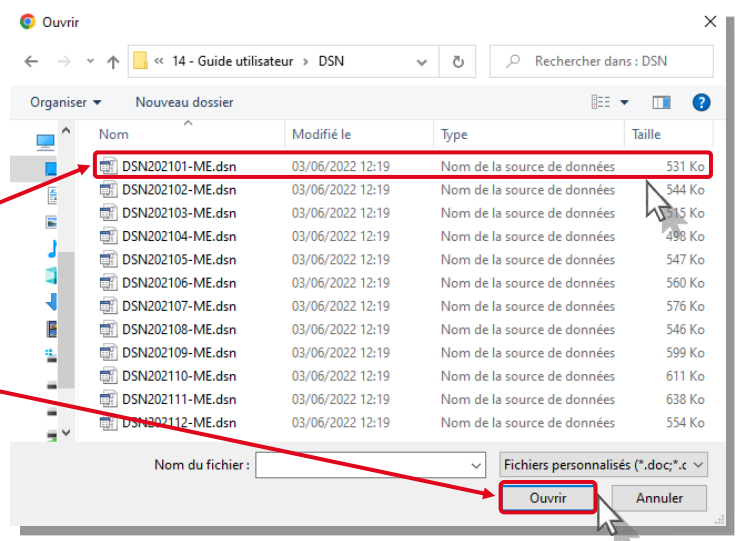 Ouvrir
« 14 - Guide utilisateur › DSN
Rechercher dans : DSN
Organiser Nouveau dossier
?
Nom Modifié le Type Taille
DSN202101-ME.dsn 03/06/2022 12:19 Nom de la source de données 531 Ko
DSN202102-ME.dsn 03/06/2022 12:19 Nom de la source de données 544 Ko
DSN202103-ME.dsn 03/06/2022 12:19 Nom de la source de données 515 Ko
DSN202104-ME.dsn 03/06/2022 12:19 Nom de la source de données 498 Ko
DSN202105-ME.dsn 03/06/2022 12:19 Nom de la source de données 547 Ko
DSN202106-ME.dsn 03/06/2022 12:19 Nom de la source de données 560 Ko
DSN202107-ME.dsn 03/06/2022 12:19 Nom de la source de données 576 Ko
DSN202108-ME.dsn 03/06/2022 12:19 Nom de la source de données 546 Ko
DSN202109-ME.dsn 03/06/2022 12:19 Nom de la source de données 599 Ko
DSN202110-ME.dsn 03/06/2022 12:19 Nom de la source de données 611 Ko
DSN202111-ME.dsn 03/06/2022 12:19 Nom de la source de données 638 Ko
DSN202112-ME.dsn 03/06/2022 12:19 Nom de la source de données 554 Ko
Nom du fichier :
Fichiers personnalisés (*.doc;*.c
Ouvrir Annuler